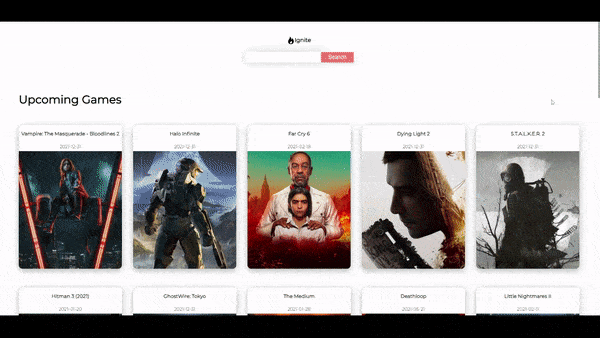 Ignite
Search
Upcoming Games
Vampire: The Masquerade - Bloodlines 2
Halo Infinite
Far Cry 6
Dying Light 2
S.T.A.L.K.E.R. 2
2021-12-31
2021-12-31
2021-02-18
2021-12-31
2021-12-31
Hitman 3 (2021)
GhostWire: Tokyo
The Medium
Deathloop
Little Nightmares II
2021-01-20
2021-12-31
2021-01-28
2021-05-21
2021-02-11